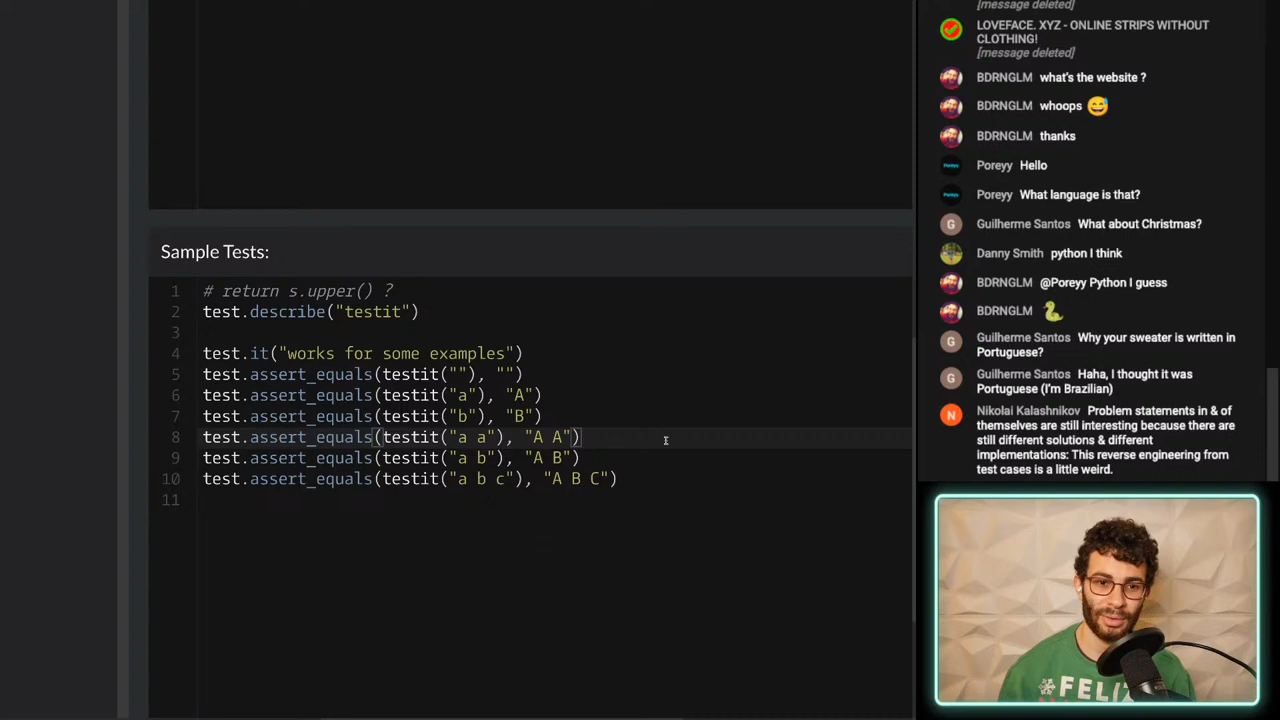 [message deleted]
LOVEFACE. XYZ - ONLINE STRIPS WITHOUT
CLOTHING!
[message deleted]
BDRNGLM what's the website ?
BDRNGLM whoops 😅
BDRNGLM thanks
Poreyy Hello
Poreyy What language is that?
G Guilherme Santos What about Christmas?
Danny Smith python I think
BDRNGLM @Poreyy Python I guess
BDRNGLM 🐍
G Guilherme Santos Why your sweater is written in
Portuguese?
G Guilherme Santos Haha, I thought it was
Portuguese (I'm Brazilian)
N Nikolai Kalashnikov Problem statements in & of
themselves are still interesting because there
are still different solutions & different
implementations: This reverse engineering from
test cases is a little weird.
Sample Tests:
1 # return s.upper() ?
2 test.describe("testit")
3
4 test.it("works for some examples")
5 test.assert_equals(testit(""), "")
6 test.assert_equals(testit("a"), "A")
7 test.assert_equals(testit("b"), "B")
8 test.assert_equals(testit("a a"), "A A")
9 test.assert_equals(testit("a b"), "A B")
10 test.assert_equals(testit("a b c"), "A B C")
11
FELIZ